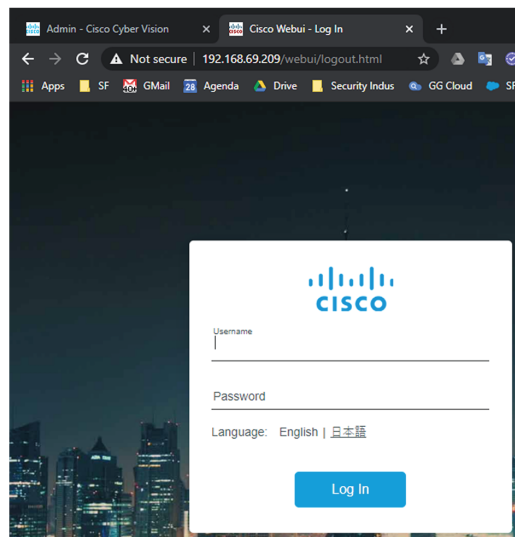 Admin - Cisco Cyber Vision
Cisco Webui - Log In
Not secure | 192.168.69.209/webui/logout.html
Apps SF GMail Agenda Drive Security Indus GG Cloud SF
CISCO
Username
Password
Language: English | 日本語
Log In